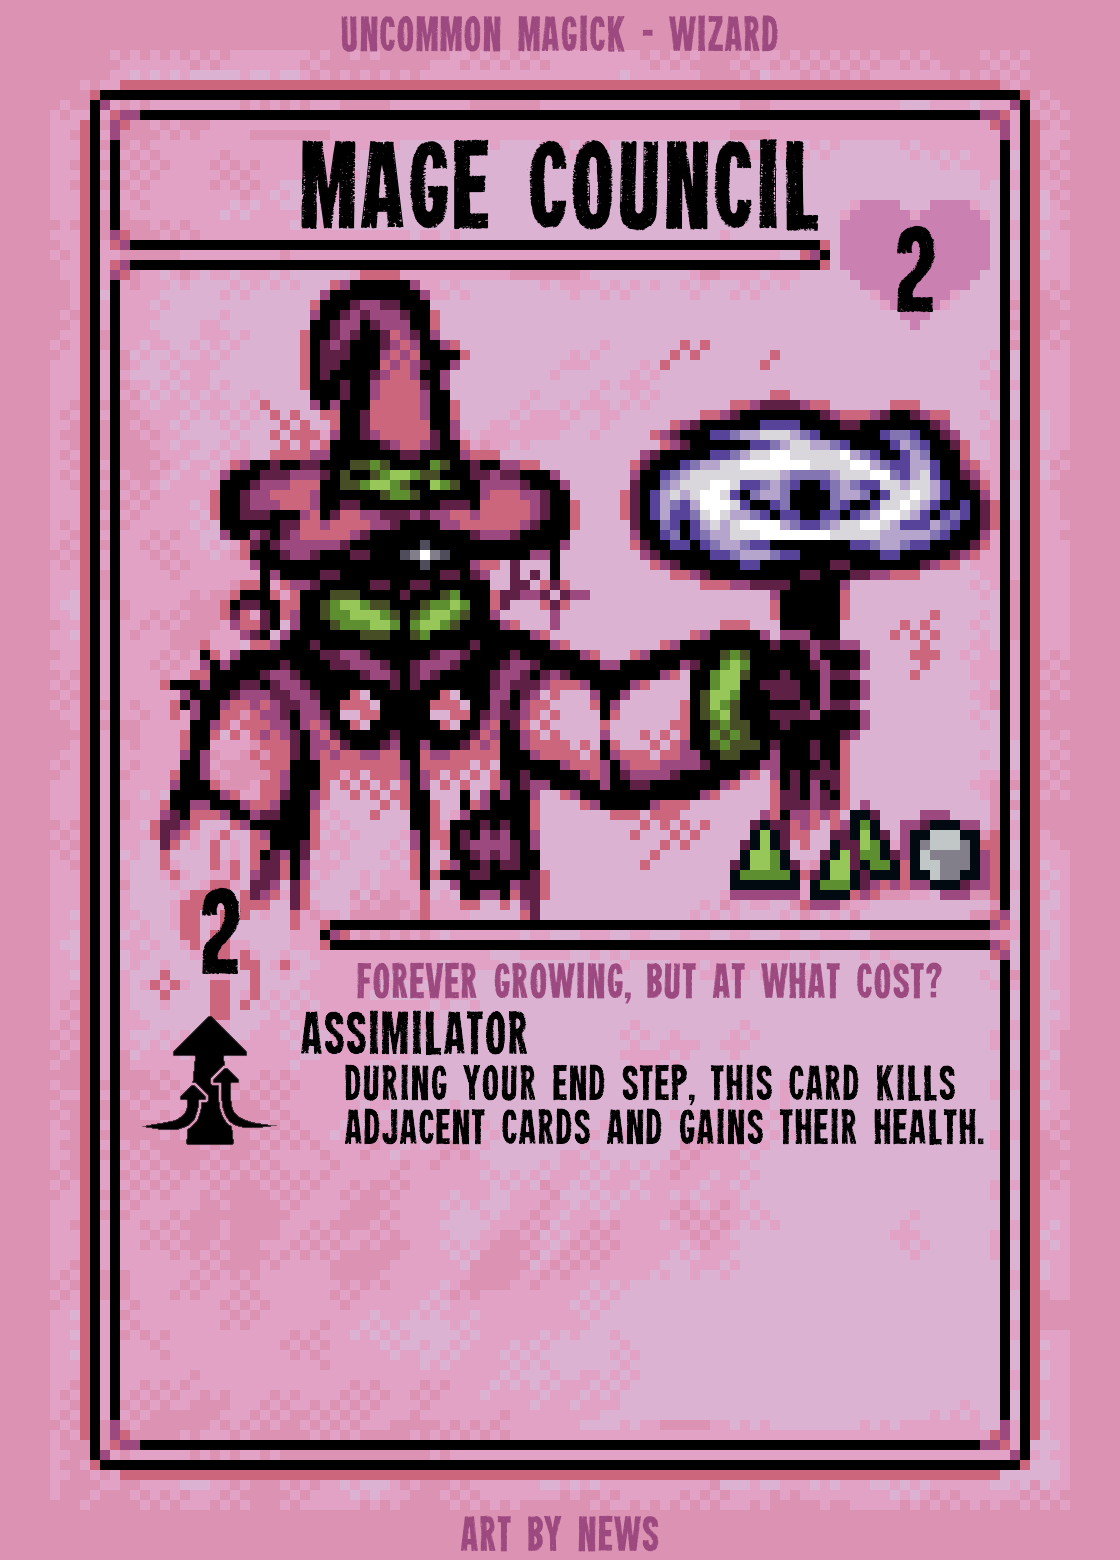 UNCOMMON MAGICK - WIZARD
MAGE COUNCIL
2
2
FOREVER GROWING, BUT AT WHAT COST?
ASSIMILATOR
DURING YOUR END STEP, THIS CARD KILLS
ADJACENT CARDS AND GAINS THEIR HEALTH.
ART BY NEWS